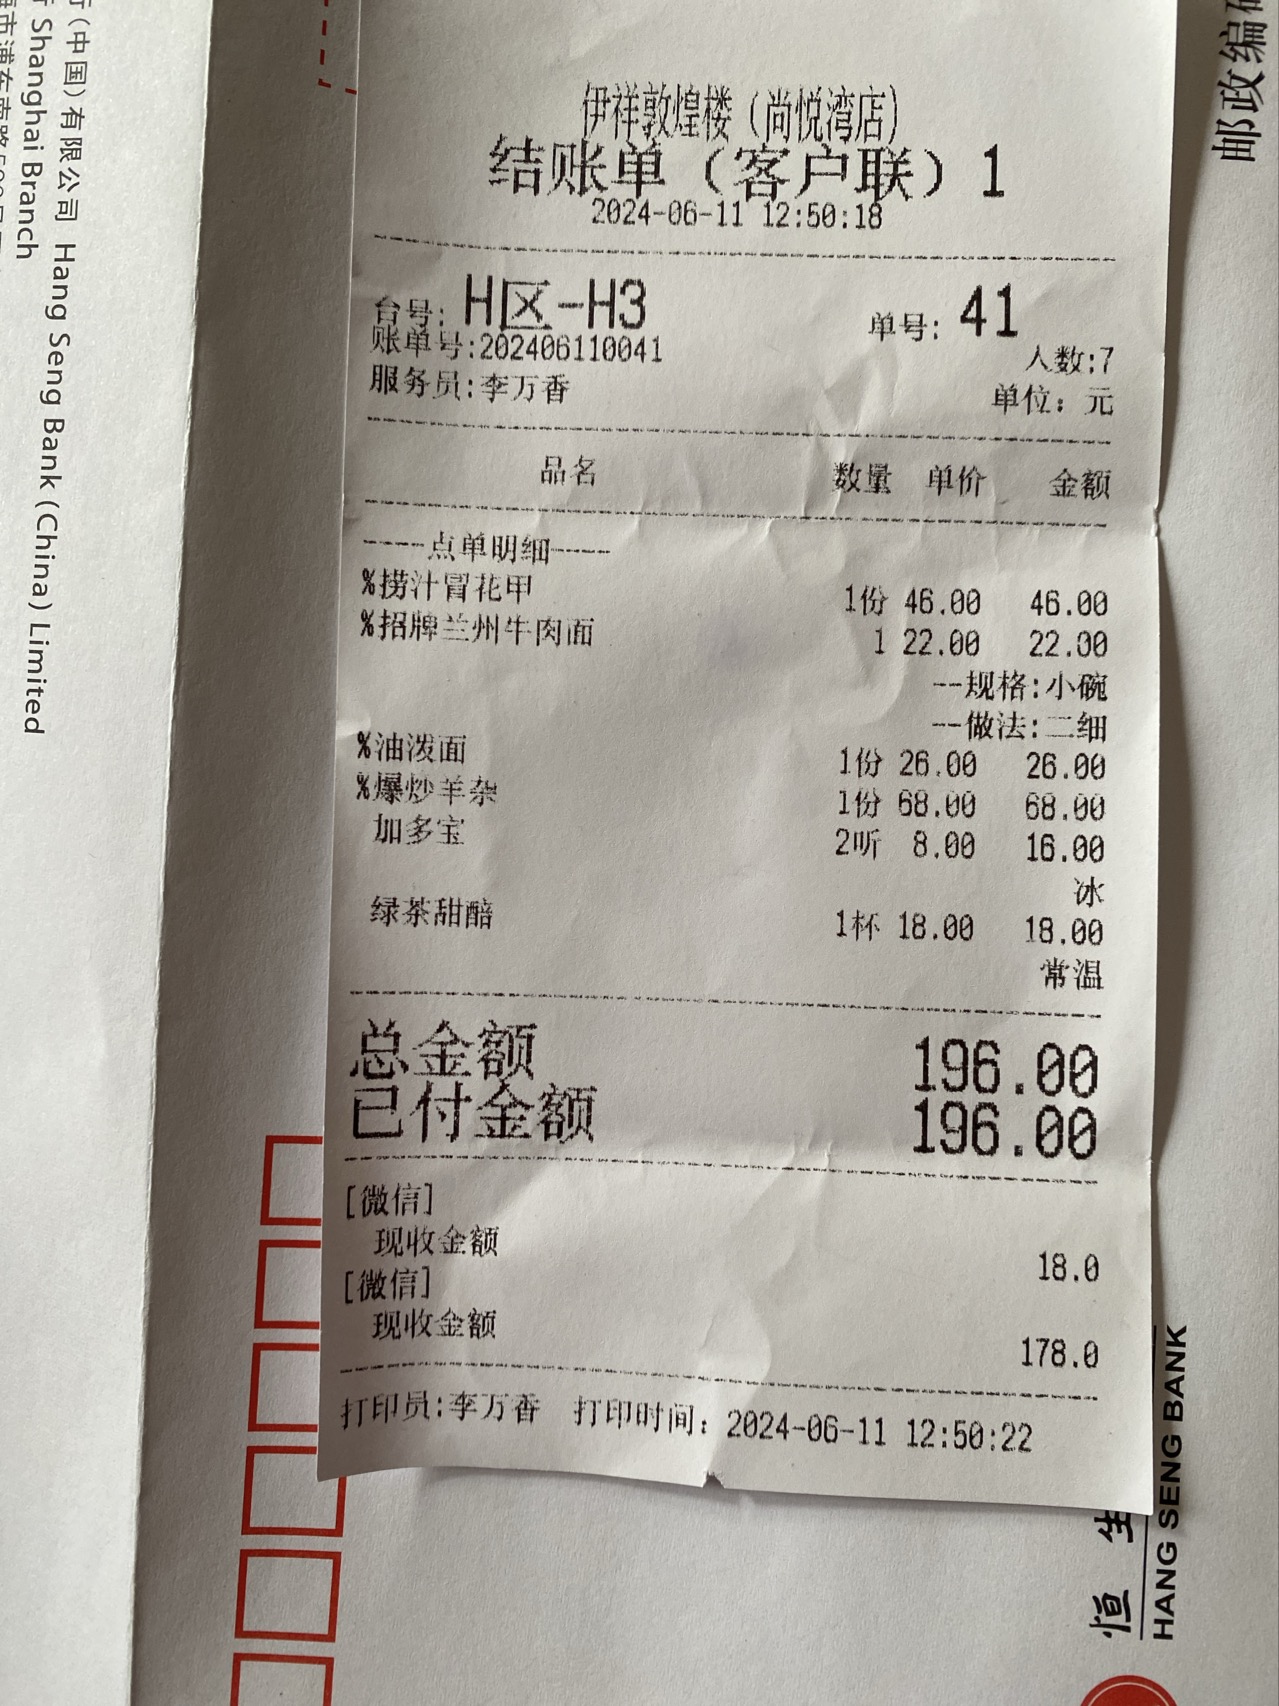 伊祥敦煌楼（尚悦湾店）
结账单（客户联）1
2024-06-11 12:50:18
台号: H区-H3 单号: 41
账单号:202406110041 人数:7
服务员:李万香 单位: 元
品名 数量 单价 金额
----点单明细----
%捞汁冒花甲 1份 46.00 46.00
%招牌兰州牛肉面 1 22.00 22.00
--规格:小碗
--做法:二细
%油泼面 1份 26.00 26.00
%爆炒羊杂 1份 68.00 68.00
加多宝 2听 8.00 16.00
冰
绿茶甜醅 1杯 18.00 18.00
常温
总金额 196.00
已付金额 196.00
[微信]
现收金额 18.0
[微信]
现收金额 178.0
打印员:李万香 打印时间: 2024-06-11 12:50:22
(中国)有限公司 Hang Seng Bank (China) Limited
Shanghai Branch
邮政编
恒 生
HANG SENG BANK